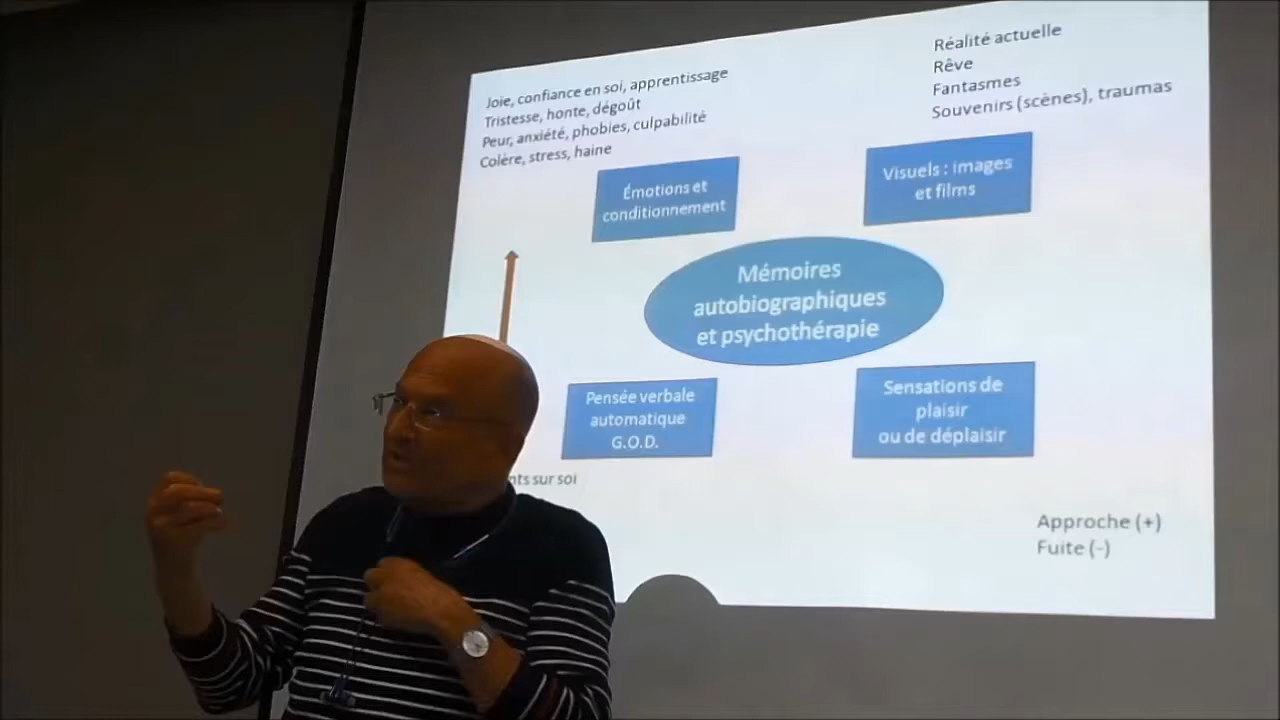 Joie, confiance en soi, apprentissage
Tristesse, honte, dégoût
Peur, anxiété, phobies, culpabilité
Colère, stress, haine
Réalité actuelle
Rêve
Fantasmes
Souvenirs (scènes), traumas
Émotions et
conditionnement
Visuels : images
et films
Mémoires
autobiographiques
et psychothérapie
Pensée verbale
automatique
G.O.D.
Sensations de
plaisir
ou de déplaisir
sur soi
Approche (+)
Fuite (-)